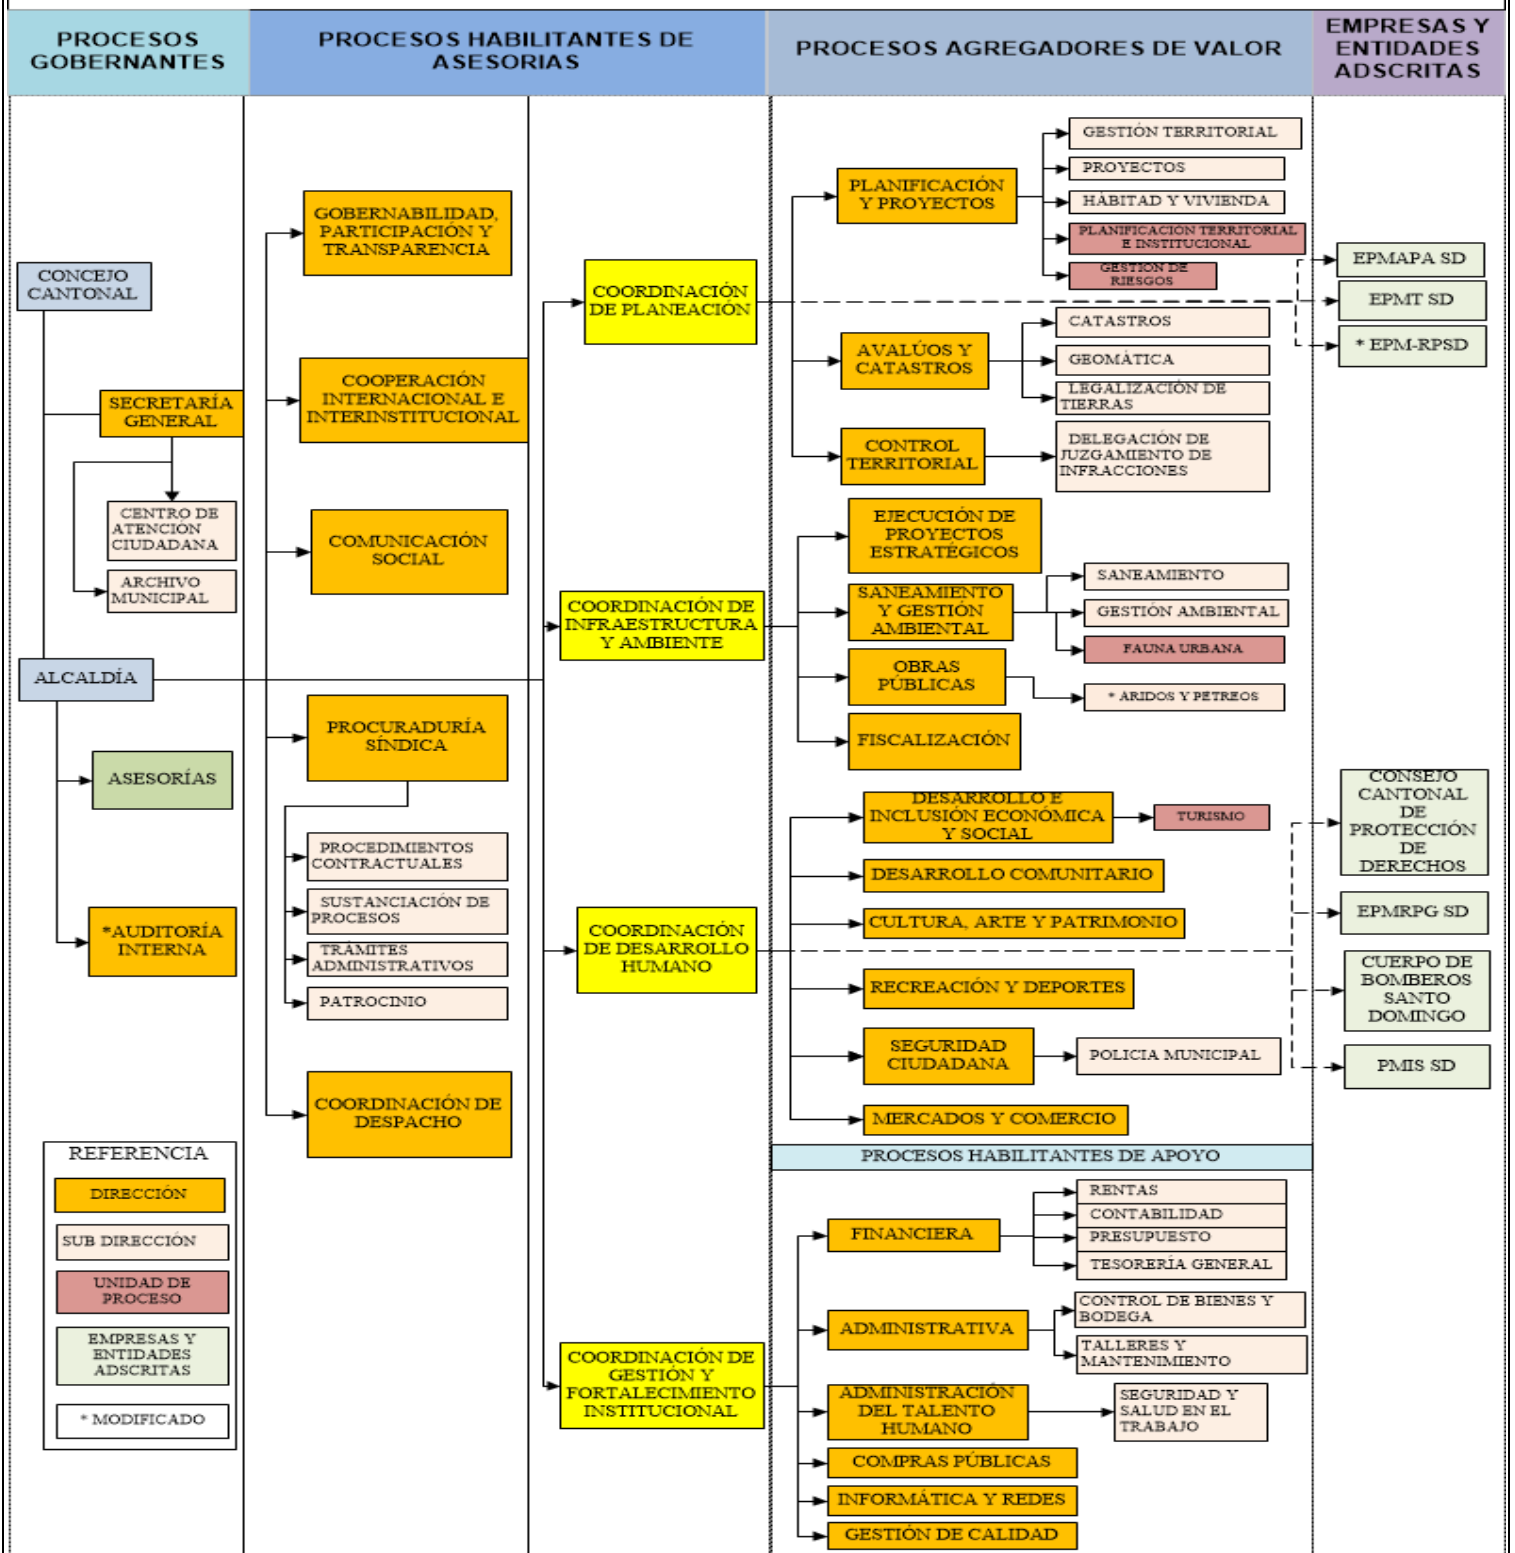 PROCESOS
GOBERNANTES
PROCESOS HABILITANTES DE
ASESORIAS
PROCESOS AGREGADORES DE VALOR
EMPRESAS Y
ENTIDADES
ADSCRITAS
CONCEJO
CANTONAL
SECRETARÍA
GENERAL
CENTRO DE
ATENCIÓN
CIUDADANA
ARCHIVO
MUNICIPAL
ALCALDÍA
ASESORÍAS
*AUDITORÍA
INTERNA
REFERENCIA
DIRECCIÓN
SUB DIRECCIÓN
UNIDAD DE
PROCESO
EMPRESAS Y
ENTIDADES
ADSCRITAS
* MODIFICADO
GOBERNABILIDAD,
PARTICIPACIÓN Y
TRANSPARENCIA
COOPERACIÓN
INTERNACIONAL E
INTERINSTITUCIONAL
COMUNICACIÓN
SOCIAL
PROCURADURÍA
SÍNDICA
PROCEDIMIENTOS
CONTRACTUALES
SUSTANCIACIÓN DE
PROCESOS
TRÀMITES
ADMINISTRATIVOS
PATROCINIO
COORDINACIÓN DE
DESPACHO
COORDINACIÓN
DE PLANEACIÓN
COORDINACIÓN DE
INFRAESTRUCTURA
Y AMBIENTE
COORDINACIÓN
DE DESARROLLO
HUMANO
COORDINACIÓN DE
GESTIÓN Y
FORTALECIMIENTO
INSTITUCIONAL
PLANIFICACIÓN
Y PROYECTOS
GESTIÓN TERRITORIAL
PROYECTOS
HÀBITAD Y VIVIENDA
PLANIFICACIÓN TERRITORIAL
E INSTITUCIONAL
GESTION DE
RIESGOS
AVALÚOS Y
CATASTROS
CATASTROS
GEOMÀTICA
LEGALIZACIÓN DE
TIERRAS
CONTROL
TERRITORIAL
DELEGACIÓN DE
JUZGAMIENTO DE
INFRACCIONES
EJECUCIÓN DE
PROYECTOS
ESTRATÉGICOS
SANEAMIENTO
Y GESTIÓN
AMBIENTAL
SANEAMIENTO
GESTIÓN AMBIENTAL
FAUNA URBANA
OBRAS
PÚBLICAS
* ARIDOS Y PETREOS
FISCALIZACIÓN
DESARROLLO E
INCLUSIÓN ECONÓMICA
Y SOCIAL
TURISMO
DESARROLLO COMUNITARIO
CULTURA, ARTE Y PATRIMONIO
RECREACIÓN Y DEPORTES
SEGURIDAD
CIUDADANA
POLICIA MUNICIPAL
MERCADOS Y COMERCIO
PROCESOS HABILITANTES DE APOYO
FINANCIERA
RENTAS
CONTABILIDAD
PRESUPUESTO
TESORERÍA GENERAL
ADMINISTRATIVA
CONTROL DE BIENES Y
BODEGA
TALLERES Y
MANTENIMIENTO
ADMINISTRACIÓN
DEL TALENTO
HUMANO
SEGURIDAD Y
SALUD EN EL
TRABAJO
COMPRAS PÚBLICAS
INFORMÁTICA Y REDES
GESTIÓN DE CALIDAD
EPMAPA SD
EPMT SD
* EPM-RPSD
CONSEJO
CANTONAL
DE
PROTECCIÓN
DE
DERECHOS
EPMRPG SD
CUERPO DE
BOMBEROS
SANTO
DOMINGO
PMIS SD